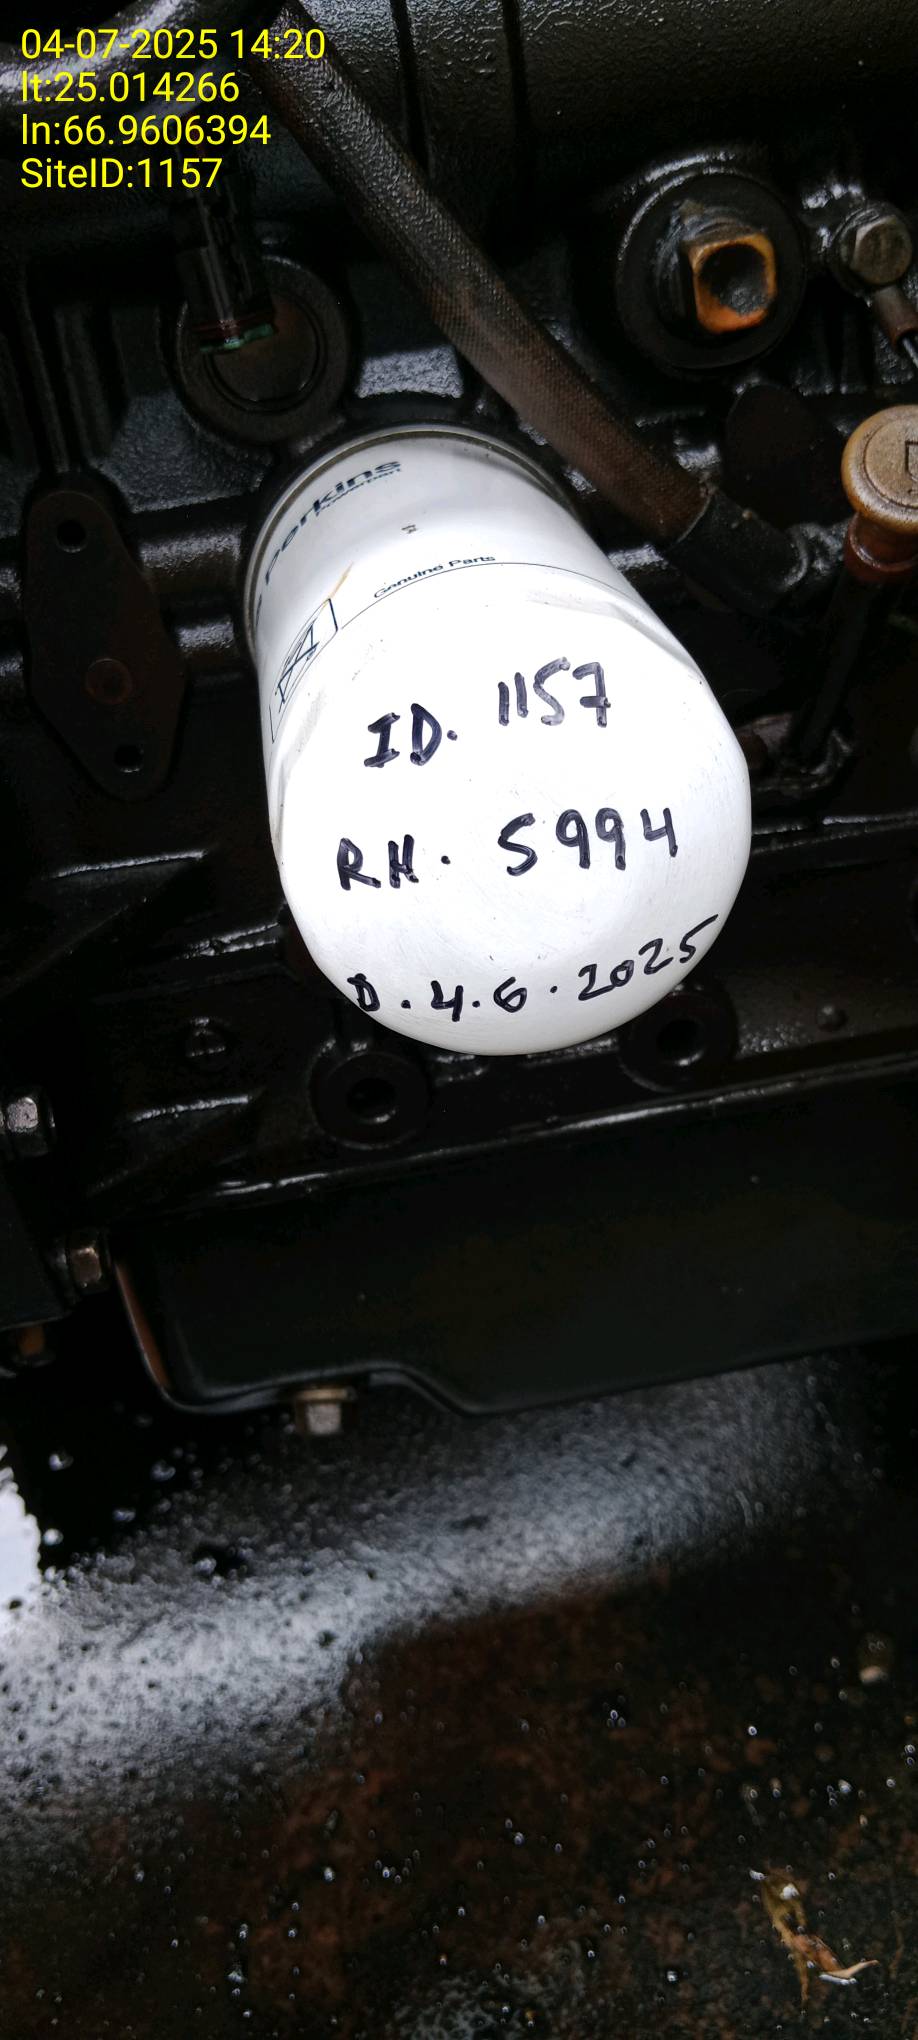 04-07-2025 14:20
lt:25.014266
ln:66.9606394
SiteID:1157
Perkins
Powerpart
Genuine Parts
ID. 1157
RH. 5994
D.4.6.2025